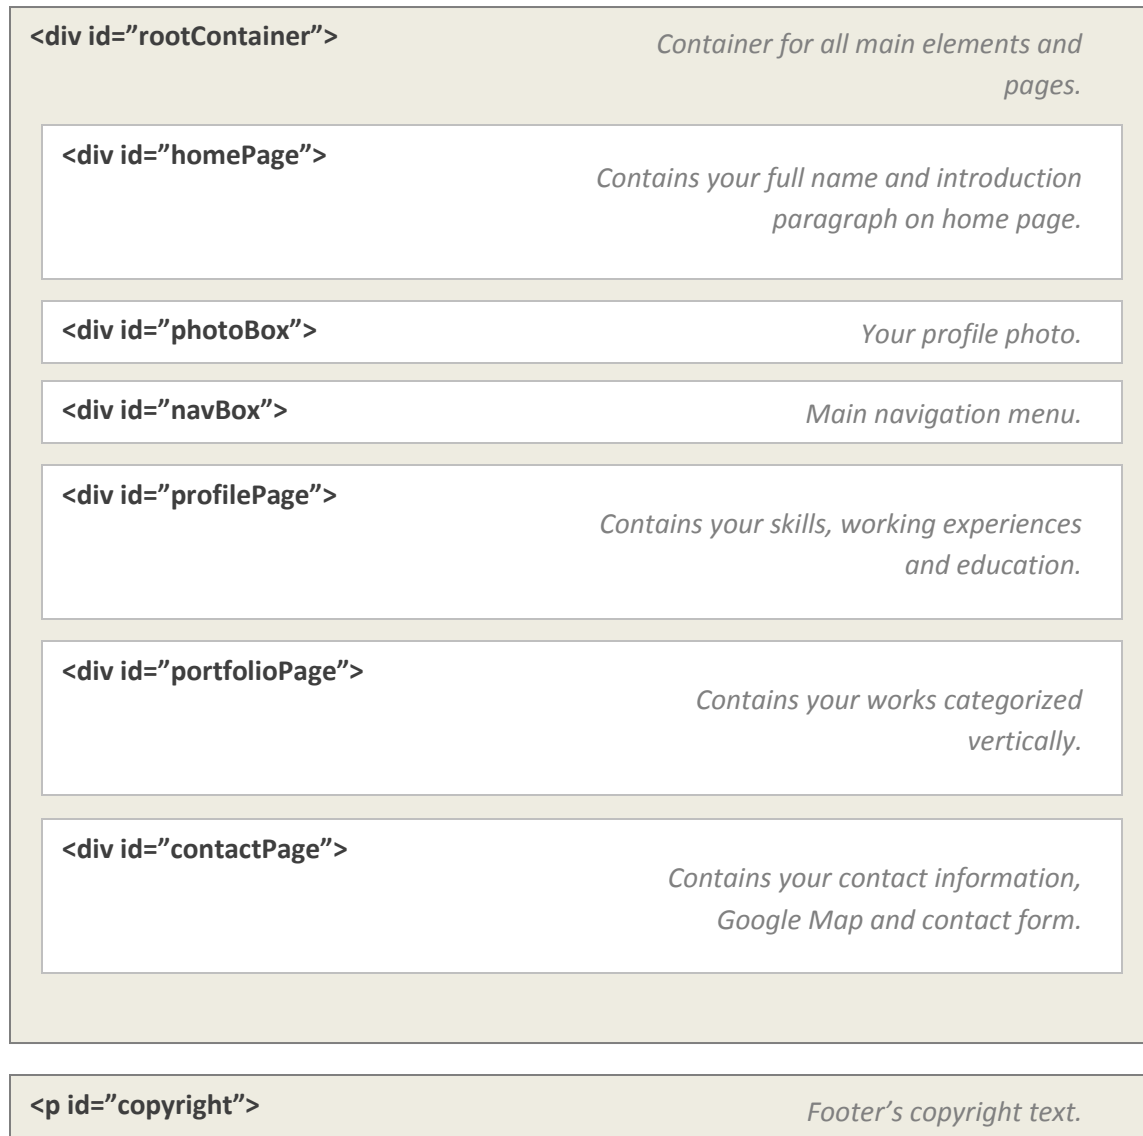 <div id=”rootContainer”>
Container for all main elements and
pages.
<div id=”homePage”>
Contains your full name and introduction
paragraph on home page.
<div id=”photoBox”>
Your profile photo.
<div id=”navBox”>
Main navigation menu.
<div id=”profilePage”>
Contains your skills, working experiences
and education.
<div id=”portfolioPage”>
Contains your works categorized
vertically.
<div id=”contactPage”>
Contains your contact information,
Google Map and contact form.
<p id=”copyright”>
Footer’s copyright text.